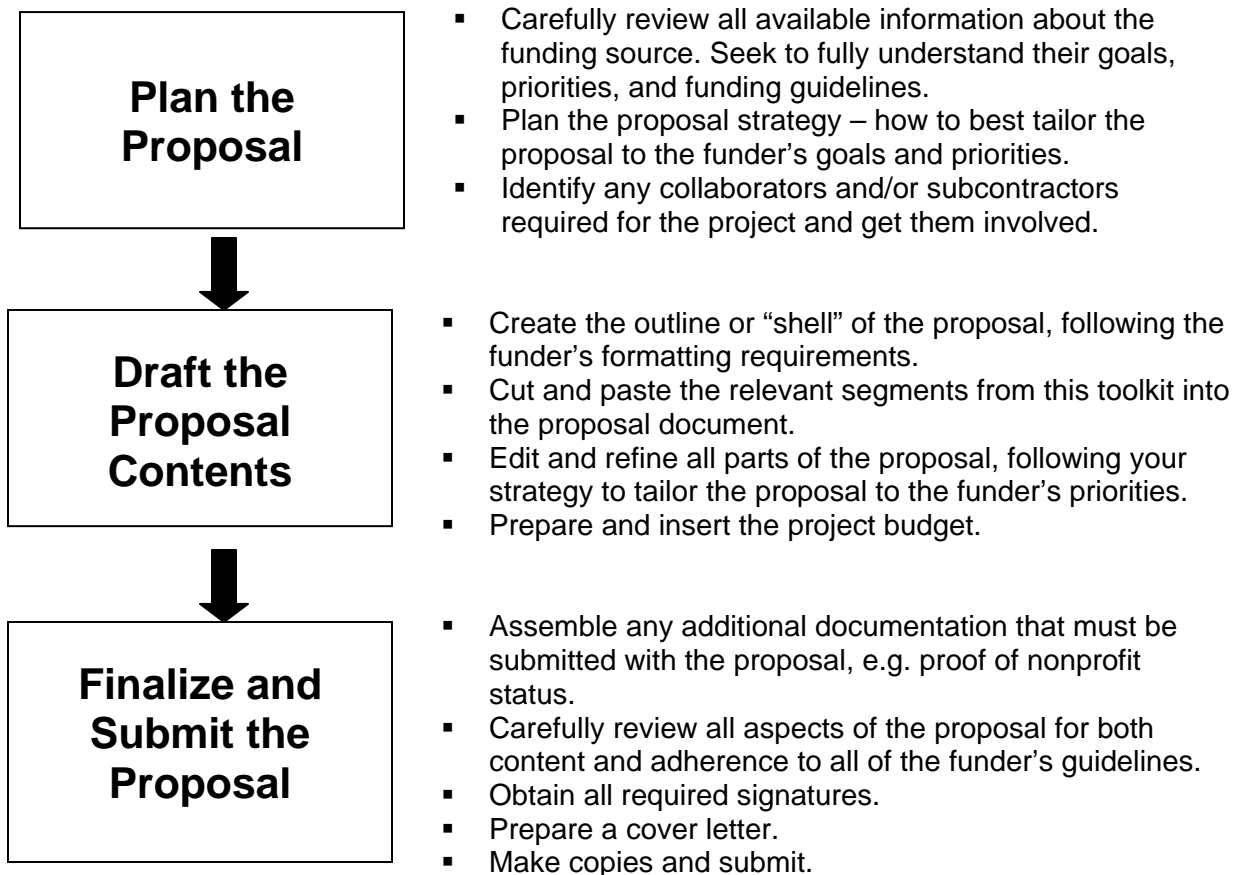 Plan the
Proposal
▪ Carefully review all available information about the
funding source. Seek to fully understand their goals,
priorities, and funding guidelines.
▪ Plan the proposal strategy – how to best tailor the
proposal to the funder’s goals and priorities.
▪ Identify any collaborators and/or subcontractors
required for the project and get them involved.
Draft the
Proposal
Contents
▪ Create the outline or “shell” of the proposal, following the
funder’s formatting requirements.
▪ Cut and paste the relevant segments from this toolkit into
the proposal document.
▪ Edit and refine all parts of the proposal, following your
strategy to tailor the proposal to the funder’s priorities.
▪ Prepare and insert the project budget.
Finalize and
Submit the
Proposal
▪ Assemble any additional documentation that must be
submitted with the proposal, e.g. proof of nonprofit
status.
▪ Carefully review all aspects of the proposal for both
content and adherence to all of the funder’s guidelines.
▪ Obtain all required signatures.
▪ Prepare a cover letter.
▪ Make copies and submit.